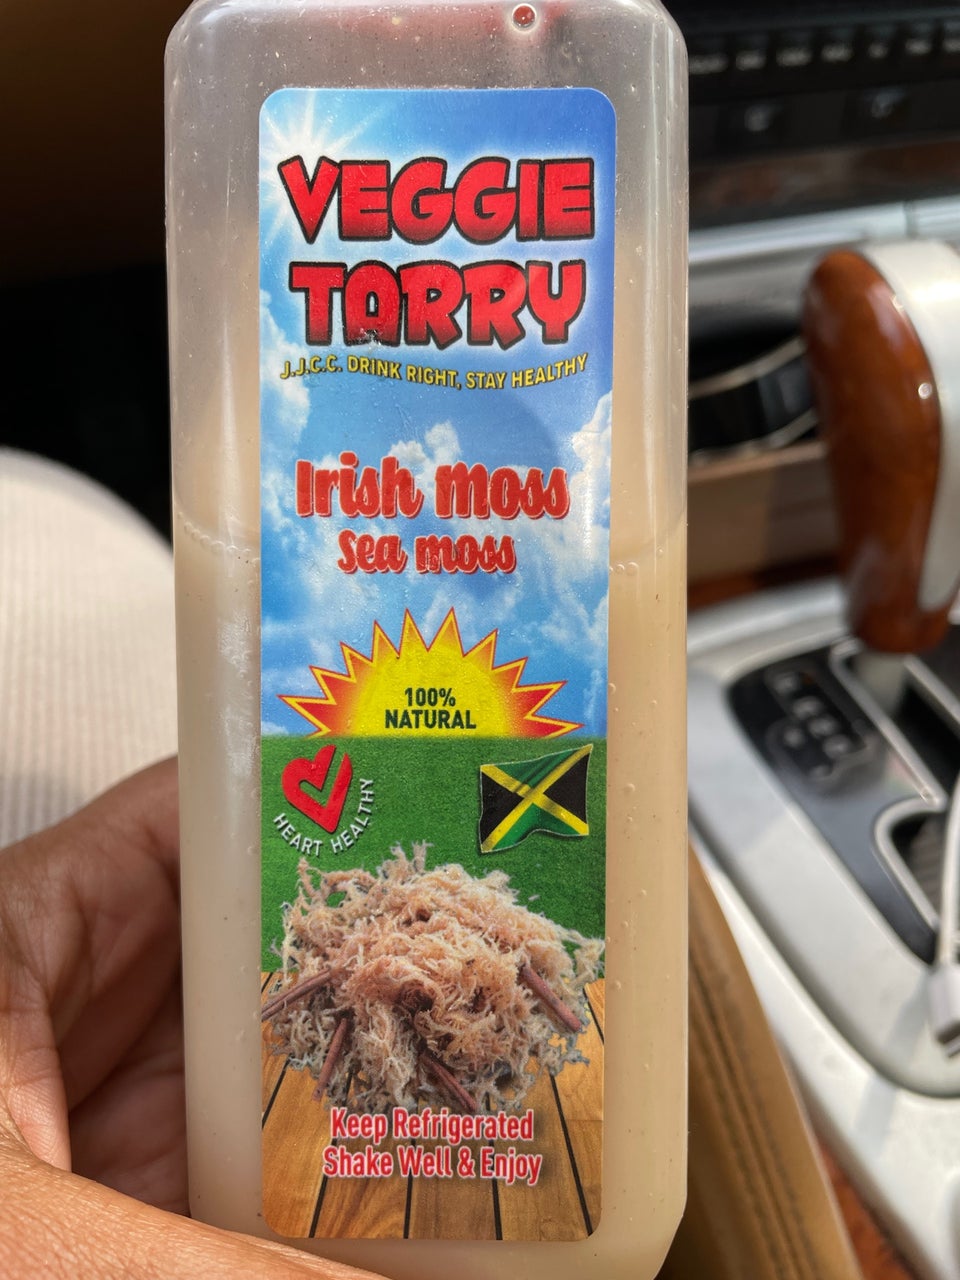 VEGGIE
TARRY
J.J.C.C. DRINK RIGHT, STAY HEALTHY
Irish moss
Sea moss
100%
NATURAL
HEART HEALTHY
Keep Refrigerated
Shake Well & Enjoy